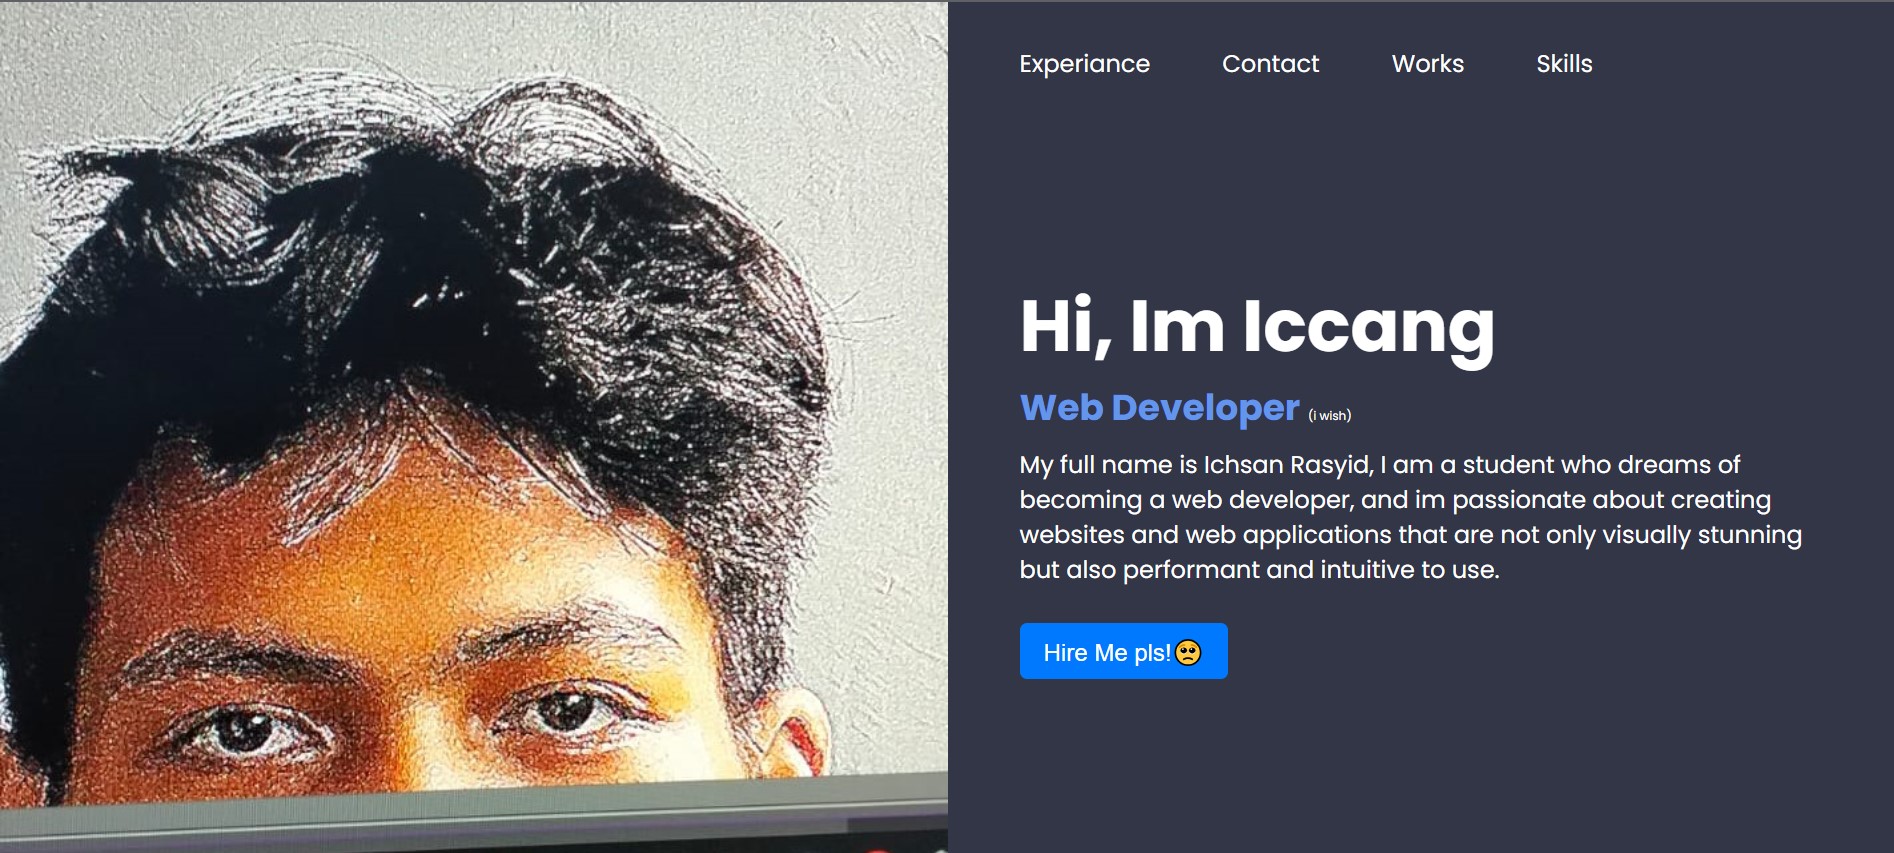 Experiance Contact Works Skills
Hi, Im Iccang
Web Developer (i wish)
My full name is Ichsan Rasyid, I am a student who dreams of
becoming a web developer, and im passionate about creating
websites and web applications that are not only visually stunning
but also performant and intuitive to use.
Hire Me pls!🥺